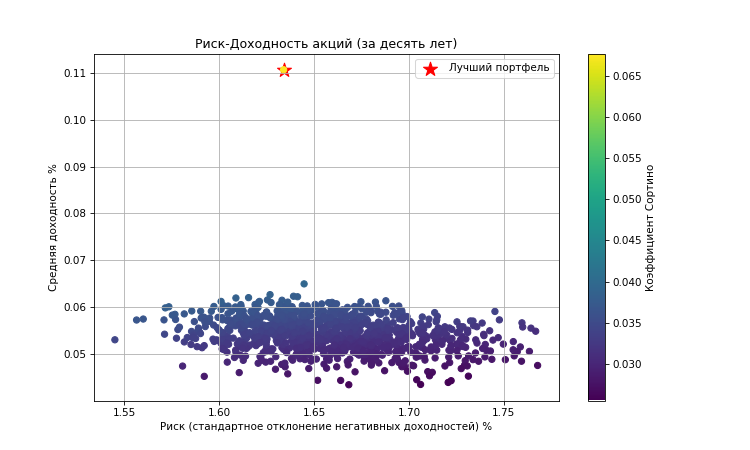 Риск-Доходность акций (за десять лет)
Лучший портфель
Средняя доходность %
0.11
0.10
0.09
0.08
0.07
0.06
0.05
1.55 1.60 1.65 1.70 1.75
Риск (стандартное отклонение негативных доходностей) %
0.065
0.060
0.055
0.050
0.045
0.040
0.035
0.030
Коэффициент Сортино